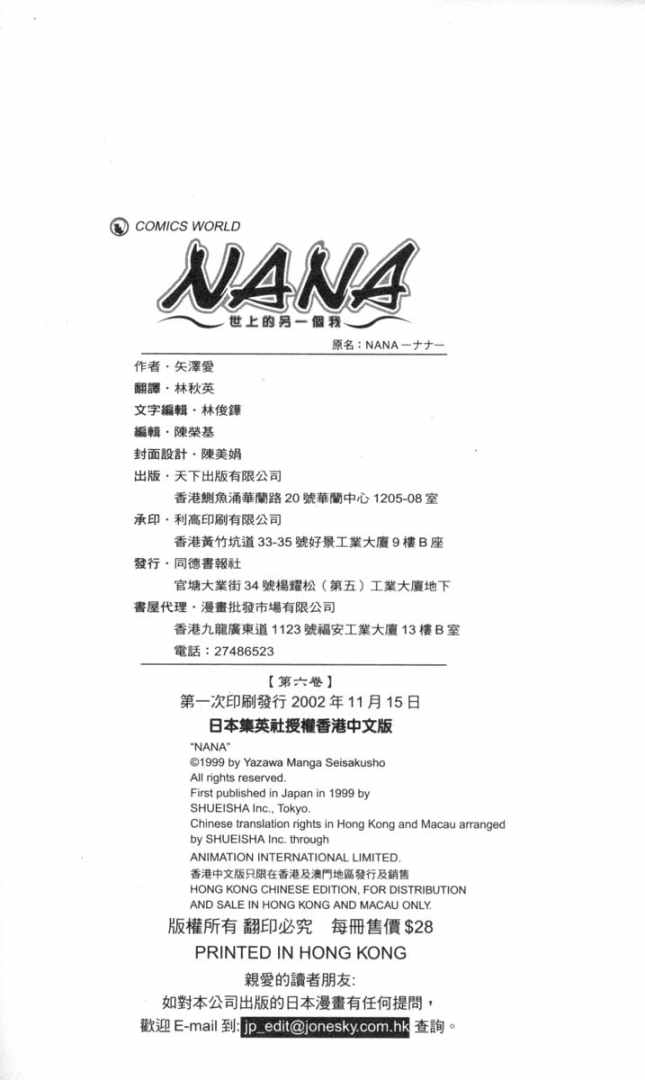 COMICS WORLD
NANA
世上的另一個我
原名：NANA —ナナ—
作者・矢澤愛
翻譯・林秋英
文字編輯・林俊鏵
編輯・陳榮基
封面設計・陳美娟
出版・天下出版有限公司
香港鰂魚涌華蘭路 20 號華蘭中心 1205-08 室
承印・利高印刷有限公司
香港黃竹坑道 33-35 號好景工業大廈 9 樓 B 座
發行・同德書報社
官塘大業街 34 號楊耀松（第五）工業大廈地下
書屋代理・漫畫批發市場有限公司
香港九龍廣東道 1123 號福安工業大廈 13 樓 B 室
電話：27486523
【第六卷】
第一次印刷發行 2002 年 11 月 15 日
日本集英社授權香港中文版
"NANA"
©1999 by Yazawa Manga Seisakusho
All rights reserved.
First published in Japan in 1999 by
SHUEISHA Inc., Tokyo.
Chinese translation rights in Hong Kong and Macau arranged
by SHUEISHA Inc. through
ANIMATION INTERNATIONAL LIMITED.
香港中文版只限在香港及澳門地區發行及銷售
HONG KONG CHINESE EDITION, FOR DISTRIBUTION
AND SALE IN HONG KONG AND MACAU ONLY.
版權所有 翻印必究　每冊售價 $28
PRINTED IN HONG KONG
親愛的讀者朋友:
如對本公司出版的日本漫畫有任何提問，
歡迎 E-mail 到: jp_edit@jonesky.com.hk 查詢。